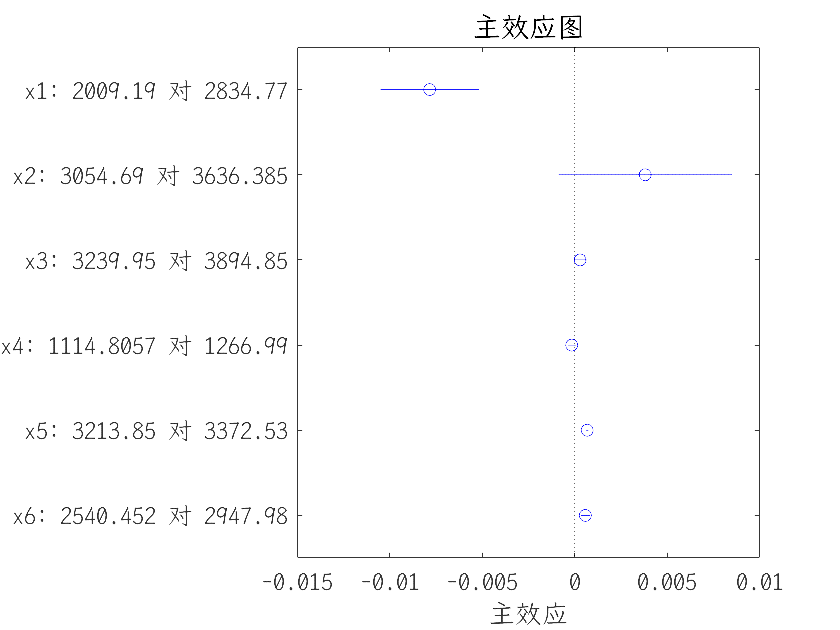 主效应图
x1: 2009.19 对 2834.77
x2: 3054.69 对 3636.385
x3: 3239.95 对 3894.85
x4: 1114.8057 对 1266.99
x5: 3213.85 对 3372.53
x6: 2540.452 对 2947.98
-0.015 -0.01 -0.005 0 0.005 0.01
主效应